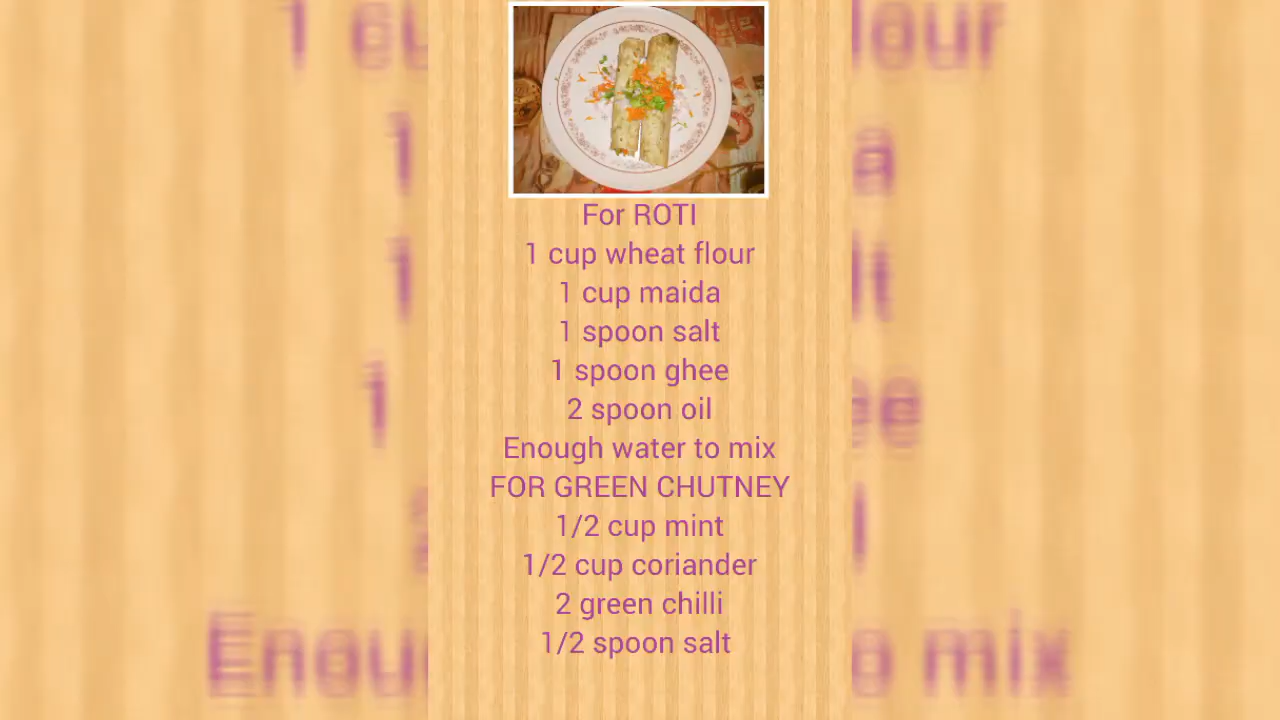 For ROTI
1 cup wheat flour
1 cup maida
1 spoon salt
1 spoon ghee
2 spoon oil
Enough water to mix
FOR GREEN CHUTNEY
1/2 cup mint
1/2 cup coriander
2 green chilli
1/2 spoon salt